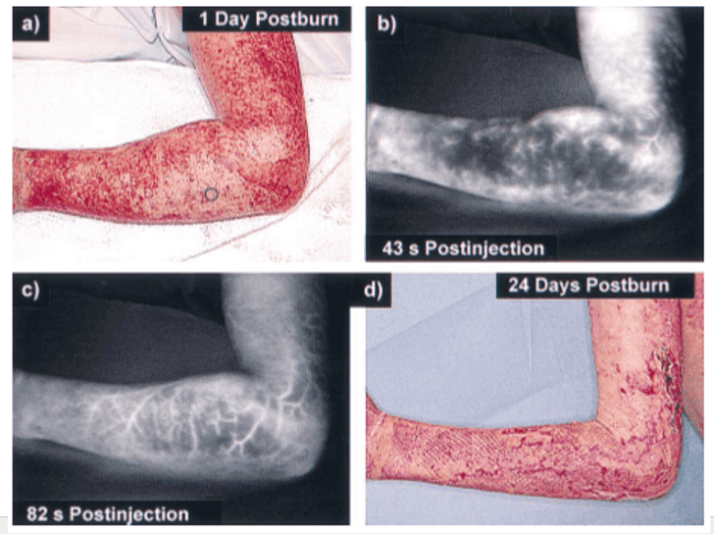 a)
1 Day Postburn
b)
43 s Postinjection
c)
82 s Postinjection
d)
24 Days Postburn